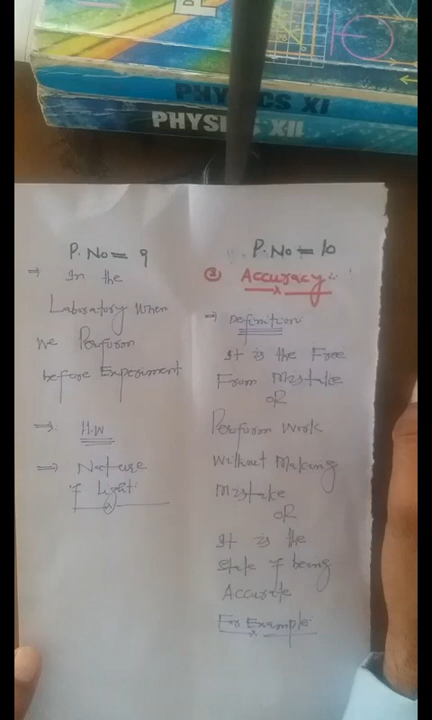 PHYSICS XI
PHYSICS XII
P. No = 9
⇒ In the
Laboratory When
We Perform
before Experiment
⇒ H.W
⇒ Nature
of Light
P. No = 10
② Accuracy:
⇒ Definition
It is the Free
From Mistake
OR
Perform Work
Without Making
Mistake
OR
It is the
State of being
Accurate
For Example: